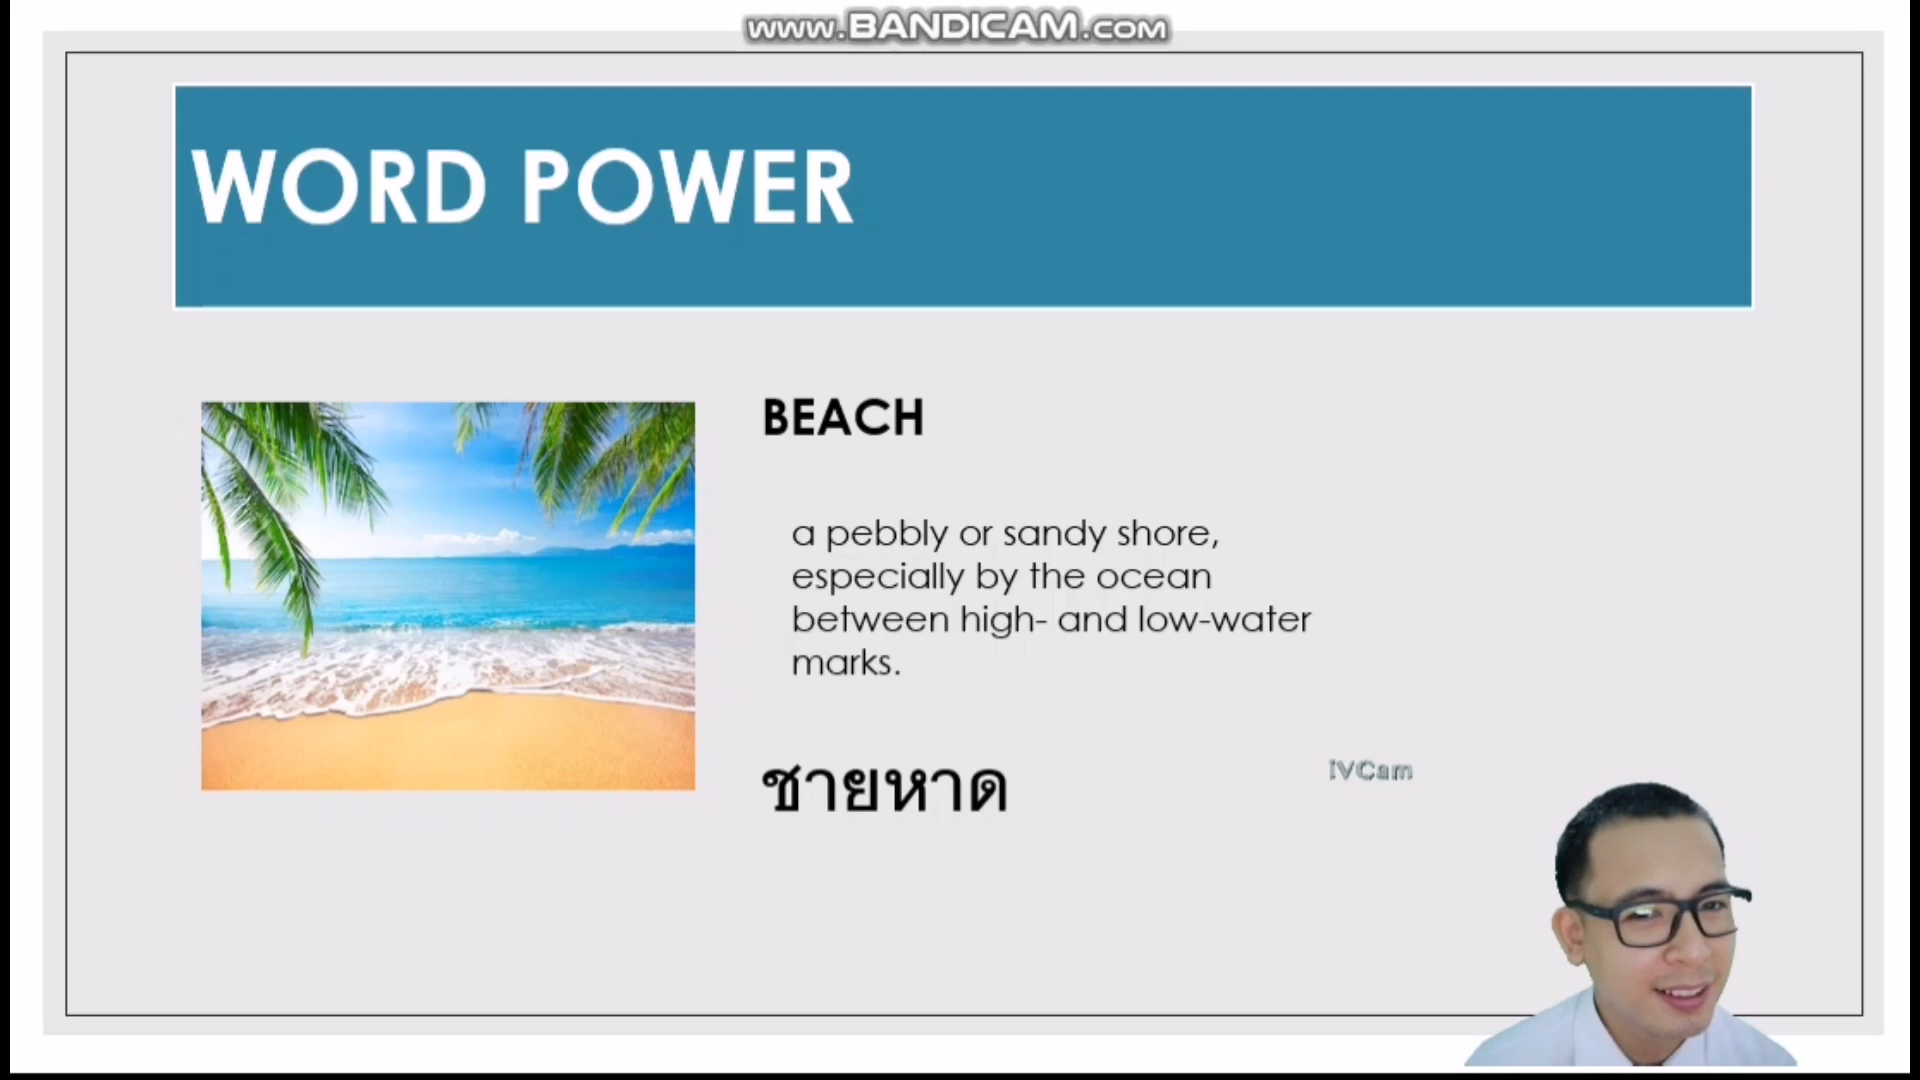 www.BANDICAM.com
WORD POWER
BEACH
a pebbly or sandy shore,
especially by the ocean
between high- and low-water
marks.
ชายหาด
iVCam